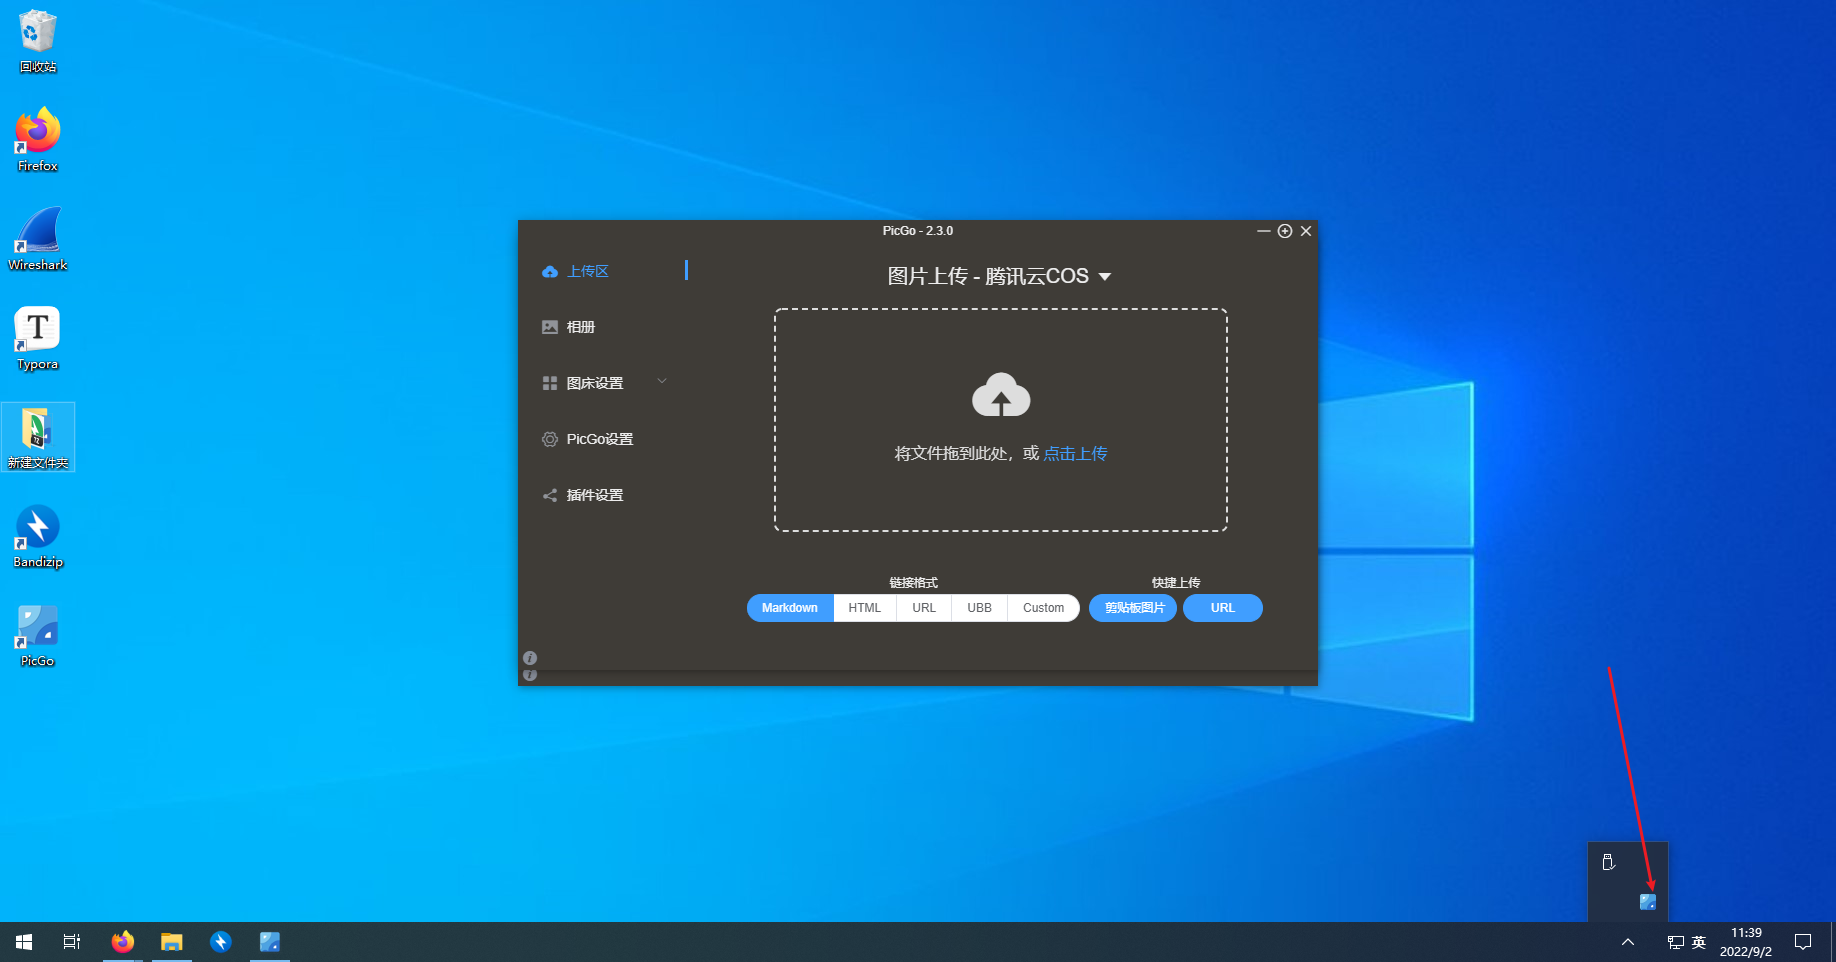 回收站
Firefox
Wireshark
T
Typora
新建文件夹
Bandizip
PicGo
PicGo - 2.3.0
上传区
相册
图床设置
PicGo设置
插件设置
图片上传 - 腾讯云COS
将文件拖到此处，或 点击上传
链接格式
快捷上传
Markdown
HTML
URL
UBB
Custom
剪贴板图片
URL
英
11:39
2022/9/2